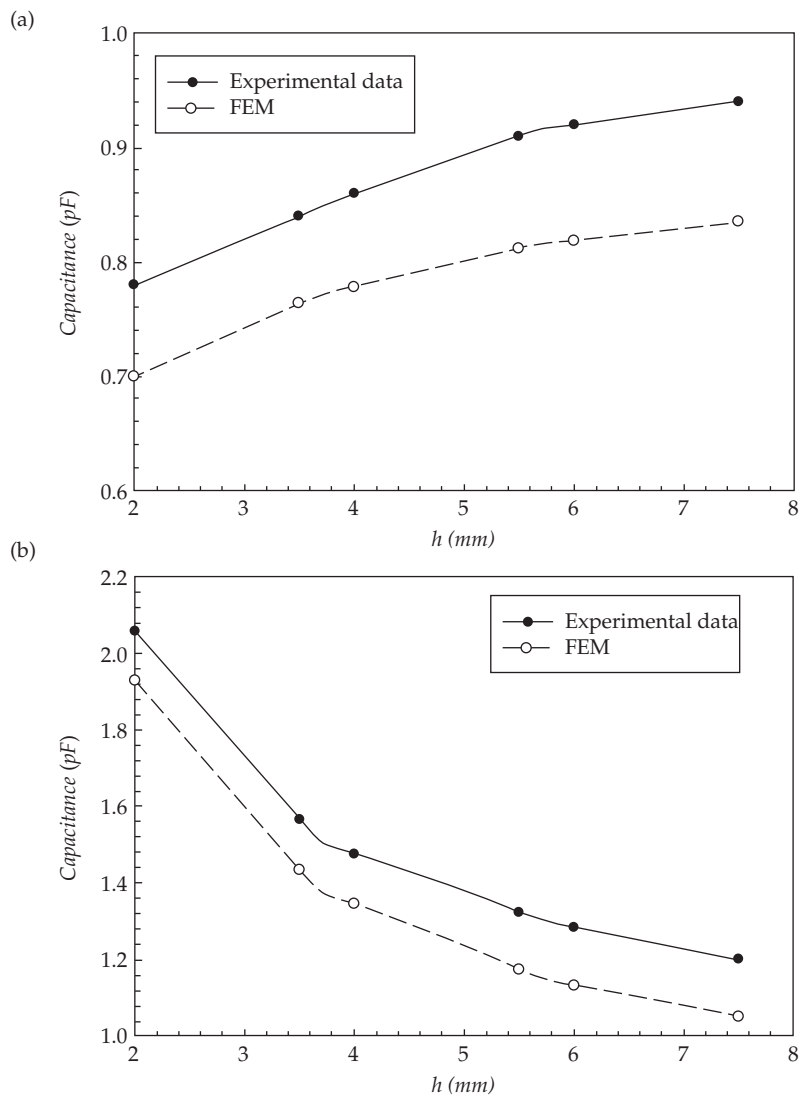 (a)
1.0
0.9
0.8
0.7
0.6
Capacitance (pF)
Experimental data
FEM
2 3 4 5 6 7 8
h (mm)
(b)
2.2
2.0
1.8
1.6
1.4
1.2
1.0
Capacitance (pF)
Experimental data
FEM
2 3 4 5 6 7 8
h (mm)